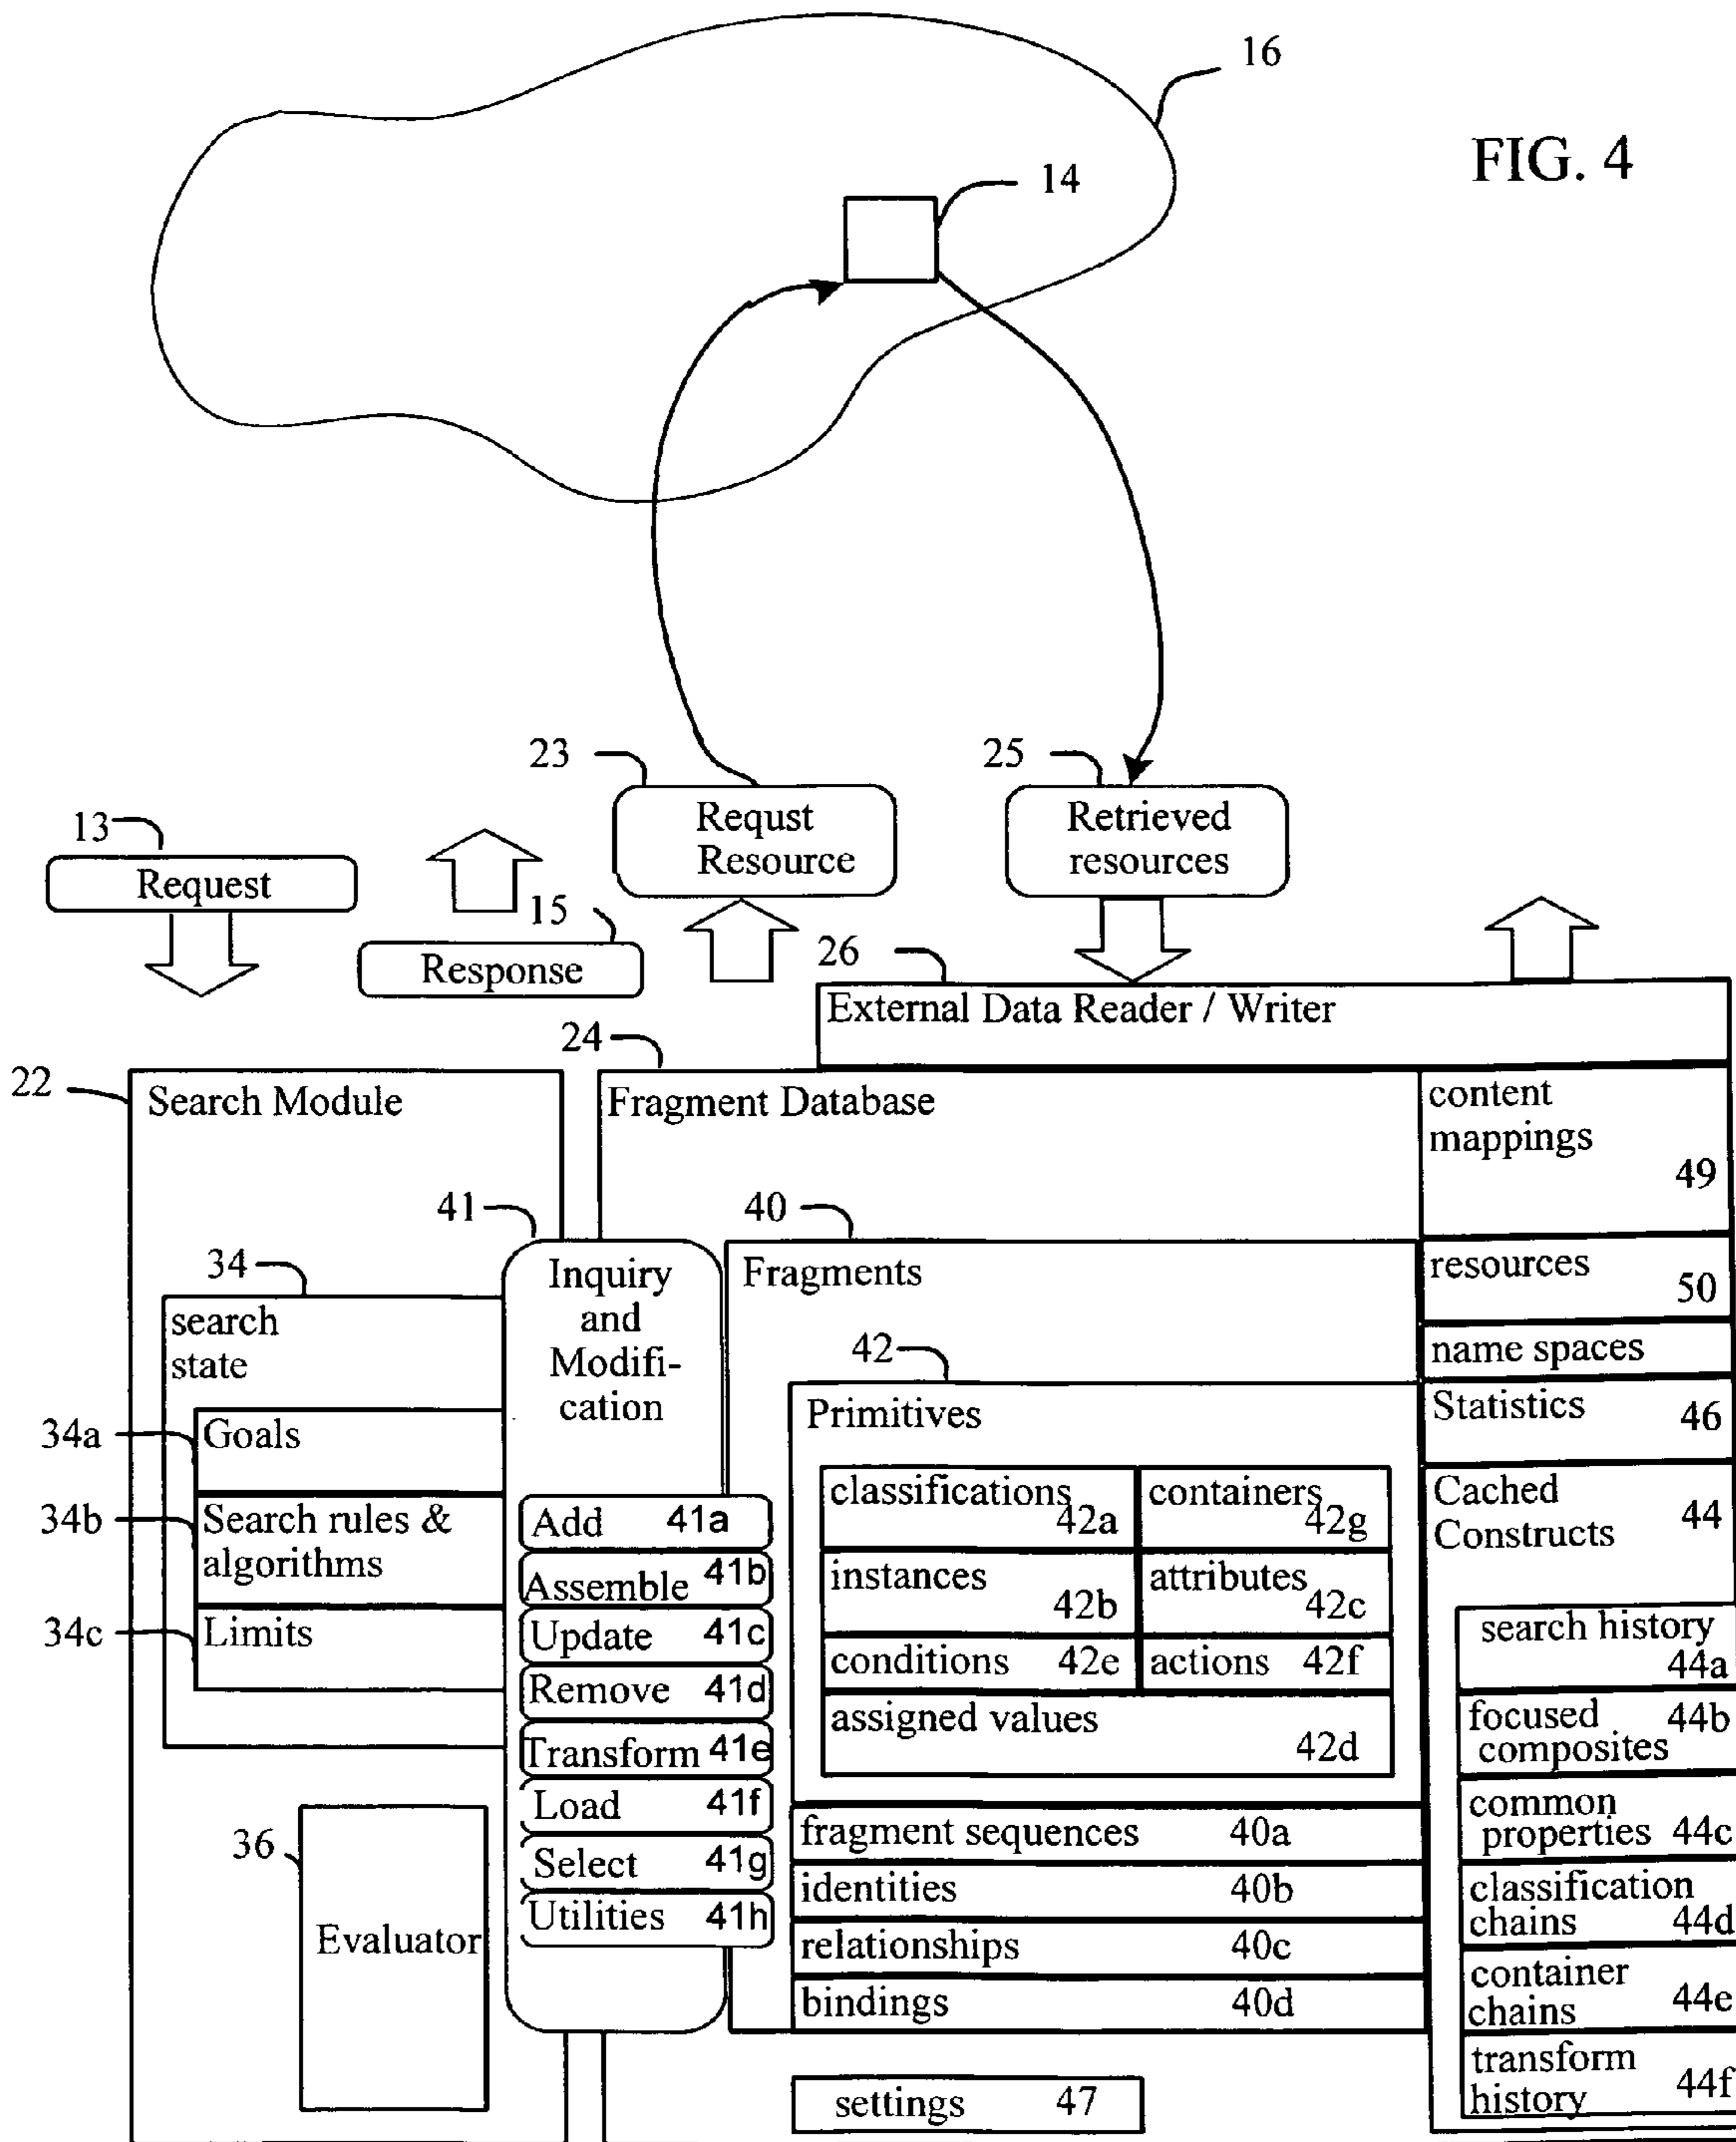 16
FIG. 4
14
23
25
13
Requst
Resource
Retrieved
resources
Request
15
Response
26
External Data Reader / Writer
24
22
Search Module
Fragment Database
content
mappings
49
41
40
34
Inquiry
and
Modifi-
cation
Fragments
resources
50
search
state
42
name spaces
Primitives
Statistics
46
34a
Goals
classifications
42a
containers
42g
Cached
Constructs
44
34b
Search rules &
algorithms
Add 41a
Assemble 41b
instances
42b
attributes
42c
34c
Limits
Update 41c
search history
44a
Remove 41d
conditions 42e
actions 42f
Transform 41e
assigned values
42d
focused
composites
44b
Load 41f
fragment sequences 40a
common
properties 44c
36
Select 41g
identities 40b
classification
chains 44d
Utilities 41h
Evaluator
relationships 40c
container
chains 44e
bindings 40d
transform
history 44f
settings 47